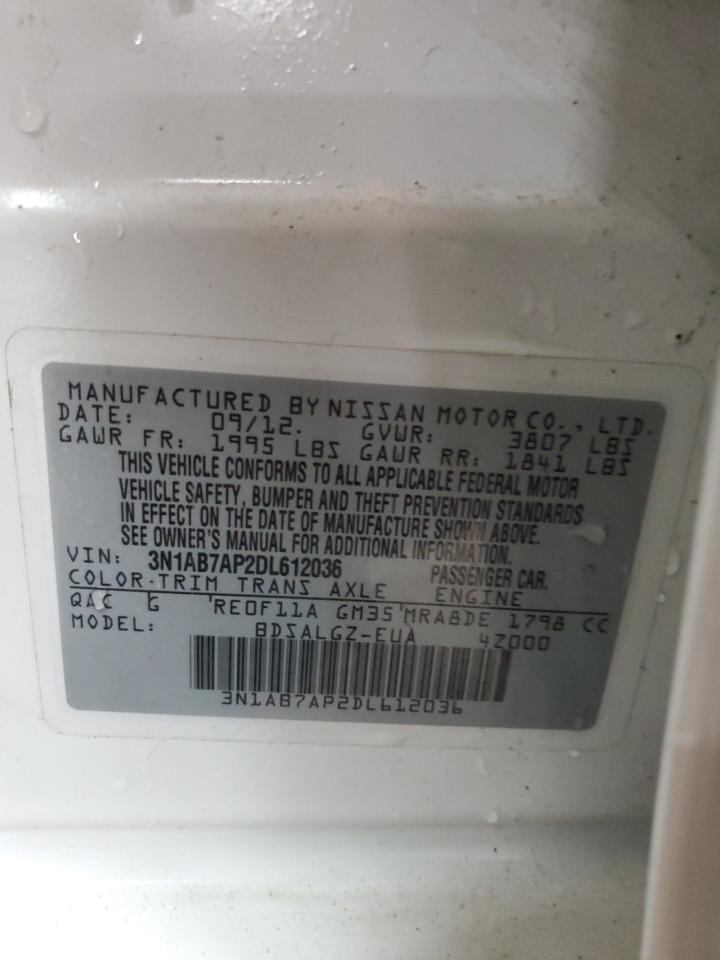 MANUFACTURED BY NISSAN MOTOR CO., LTD.
DATE: 09/12. GVWR: 3807 LBS
GAWR FR: 1995 LBS GAWR RR: 1841 LBS
THIS VEHICLE CONFORMS TO ALL APPLICABLE FEDERAL MOTOR
VEHICLE SAFETY, BUMPER AND THEFT PREVENTION STANDARDS
IN EFFECT ON THE DATE OF MANUFACTURE SHOWN ABOVE.
SEE OWNER'S MANUAL FOR ADDITIONAL INFORMATION.
VIN: 3N1AB7AP2DL612036 PASSENGER CAR.
COLOR-TRIM TRANS AXLE ENGINE
QAC G RE0F11A GM35 MRA8DE 1798 CC
MODEL: BDSALGZ-EUA 4Z000
3N1AB7AP2DL612036